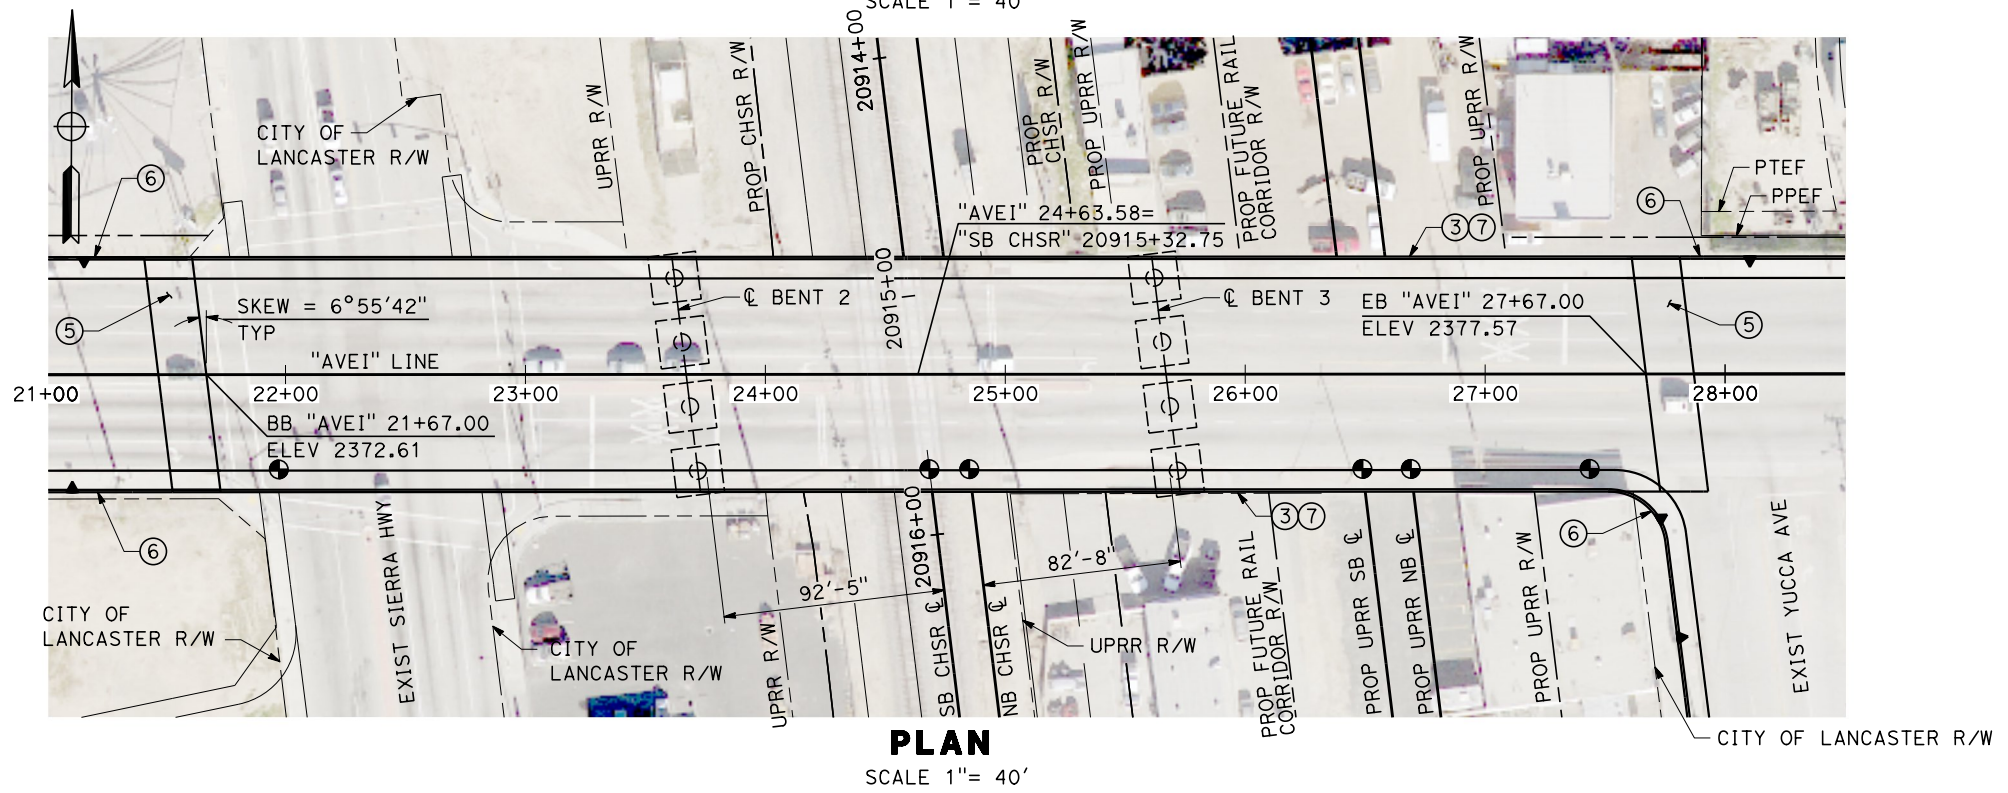 SCALE 1"= 40'
CITY OF
LANCASTER R/W
UPRR R/W
PROP CHSR R/W
20914+00
PROP
CHSR R/W
PROP UPRR R/W
PROP FUTURE RAIL
CORRIDOR R/W
PROP UPRR R/W
PTEF
PPEF
6
6
3 7
"AVEI" 24+63.58=
"SB CHSR" 20915+32.75
20915+00
5
SKEW = 6°55'42"
TYP
℄ BENT 2
℄ BENT 3
EB "AVEI" 27+67.00
ELEV 2377.57
5
"AVEI" LINE
21+00
22+00
23+00
24+00
25+00
26+00
27+00
28+00
BB "AVEI" 21+67.00
ELEV 2372.61
6
EXIST SIERRA HWY
20916+00
3 7
6
92'-5"
82'-8"
CITY OF
LANCASTER R/W
CITY OF
LANCASTER R/W
UPRR R/W
SB CHSR ℄
NB CHSR ℄
UPRR R/W
PROP FUTURE RAIL
CORRIDOR R/W
PROP UPRR SB ℄
PROP UPRR NB ℄
PROP UPRR R/W
EXIST YUCCA AVE
CITY OF LANCASTER R/W
PLAN
SCALE 1"= 40'